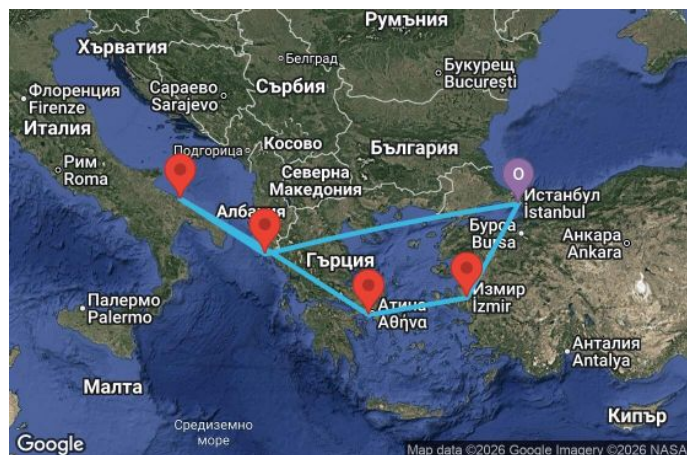 Румъния
Хърватия
Белград
Букурещ
Bucureşti
Флоренция
Firenze
Сараево
Sarajevo
Сърбия
Италия
Подгорица
Косово
България
Рим
Roma
Северна
Македония
О
Истанбул
İstanbul
Албания
Бурса
Bursa
Анкара
Ankara
Гърция
Измир
İzmir
Атина
Αθήνα
Палермо
Palermo
Анталия
Antalya
Малта
Кипър
Средиземно
море
Google
Map data ©2026 Google Imagery ©2026 NASA